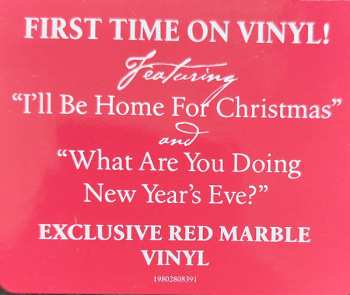 FIRST TIME ON VINYL!
Featuring
“I’ll Be Home For Christmas”
and
“What Are You Doing
New Year’s Eve?”
EXCLUSIVE RED MARBLE
VINYL
19802808391